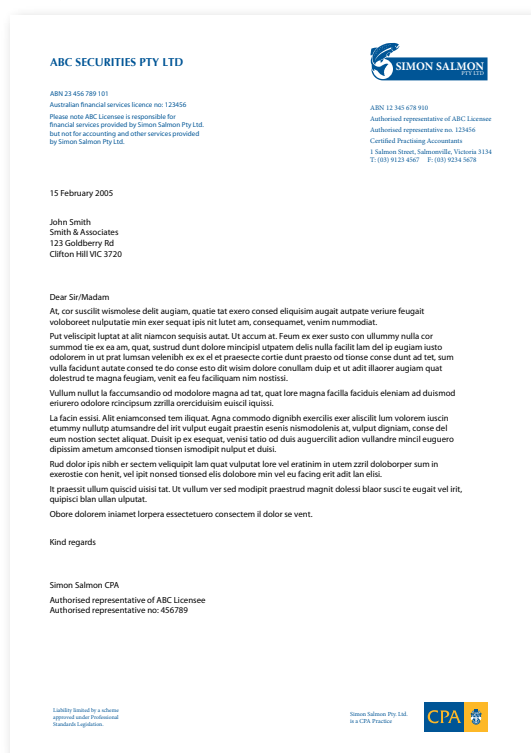 ABC SECURITIES PTY LTD
SIMON SALMON
PTY LTD
ABN 23 456 789 101
Australian financial services licence no: 123456
Please note ABC Licensee is responsible for
financial services provided by Simon Salmon Pty Ltd.
but not for accounting and other services provided
by Simon Salmon Pty Ltd.
ABN 12 345 678 910
Authorised representative of ABC Licensee
Authorised representative no. 123456
Certified Practising Accountants
1 Salmon Street, Salmonville, Victoria 3134
T: (03) 9123 4567 F: (03) 9234 5678
15 February 2005
John Smith
Smith & Associates
123 Goldberry Rd
Clifton Hill VIC 3720
Dear Sir/Madam
At, cor suscilit wismolese delit augiam, quatie tat exero consed eliquisim augait autpate veriure feugait
voloboreet nulputatio min exer sequat ipis nit lutet am, consequamet, venim nummodiat.
Put veliscipit luptat at alit niamcon sequisis autat. Ut accum at. Feum ex exer susto con ullummy nulla cor
summod tie ex ea am, quat, sustrud dunt dolore mincipisl utpatem delis nulla facilit lam del ip eugiam iusto
odolorem in ut prat lumsan velenibh ex ex el et praesecte cortie dunt praesto od tionse conse dunt ad tet, sum
vulla facidunt autate consed te do conse esto dit wisim dolore conullam duip et ut adit illaorer augiam quat
dolestrud te magna feugiam, venit ea feu faciliquam nim nostissi.
Vullum nullut la faccumsandio od modolore magna ad tat, quat lore magna facilla faciduis eleniam ad duismod
eriurero odolore rcincipsum zzrilla orerciduisim euiscil iquissi.
La facin essisi. Alit eniamconsed tem iliquat. Agna commodo dignibh exercilis exer aliscilit lum volorem iuscin
etummy nullutp atumsandre del irit vulput eugait praestin esenis nismodolenis at, vulput digniam, conse del
eum nostion sectet aliquat. Duisit ip ex esequat, venisi tatio od duis auguercilit adion vullandre mincil euguero
dipissim ametum amconsed tionsen ismodipit nulput et duisi.
Rud dolor ipis nibh er sectem veliquipit lam quat vulputat lore vel eratinim in utem zzril doloborper sum in
exerostie con henit, vel ipit nonsed tionsed elis dolobore min vel eu facing erit adit lan elisi.
It praessit ullum quiscid uisisi tat. Ut vullum ver sed modipit praestrud magnit dolessi blaor susci te eugait vel irit,
quipisci blan ullan ulputat.
Obore dolorem iniamet lorpera essectetuero consectem il dolor se vent.
Kind regards
Simon Salmon CPA
Authorised representative of ABC Licensee
Authorised representative no: 456789
Liability limited by a scheme
approved under Professional
Standards Legislation.
Simon Salmon Pty. Ltd.
is a CPA Practice
CPA